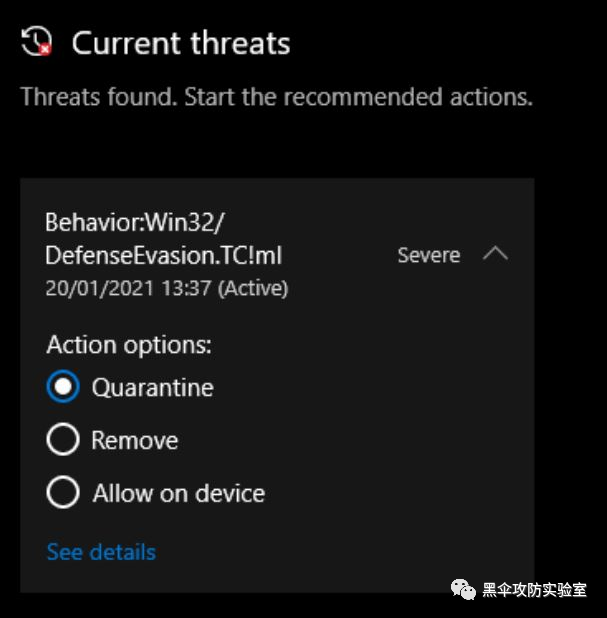 Current threats
Threats found. Start the recommended actions.
Behavior:Win32/
DefenseEvasion.TC!ml
Severe
20/01/2021 13:37 (Active)
Action options:
Quarantine
Remove
Allow on device
See details
黑伞攻防实验室